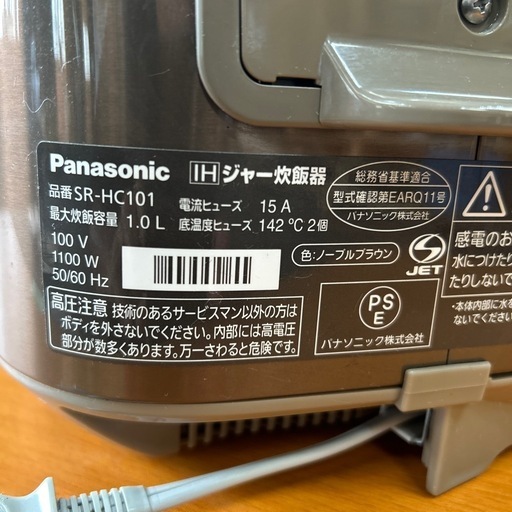 Panasonic IHジャー炊飯器
品番SR-HC101
最大炊飯容量 1.0 L
100 V
1100 W
50/60 Hz
電流ヒューズ 15 A
底温度ヒューズ 142 ℃ 2個
色:ノーブルブラウン
総務省基準適合
型式確認第EARQ11号
パナソニック株式会社
S
JET
高圧注意 技術のあるサービスマン以外の方は
ボディを外さないでください。内部には高電圧
部分が数多くあります。万一さわると危険です。
PS
E
パナソニック株式会社
感電のお
水につけたり
たりしないで
・本体内部に水を
ないでください